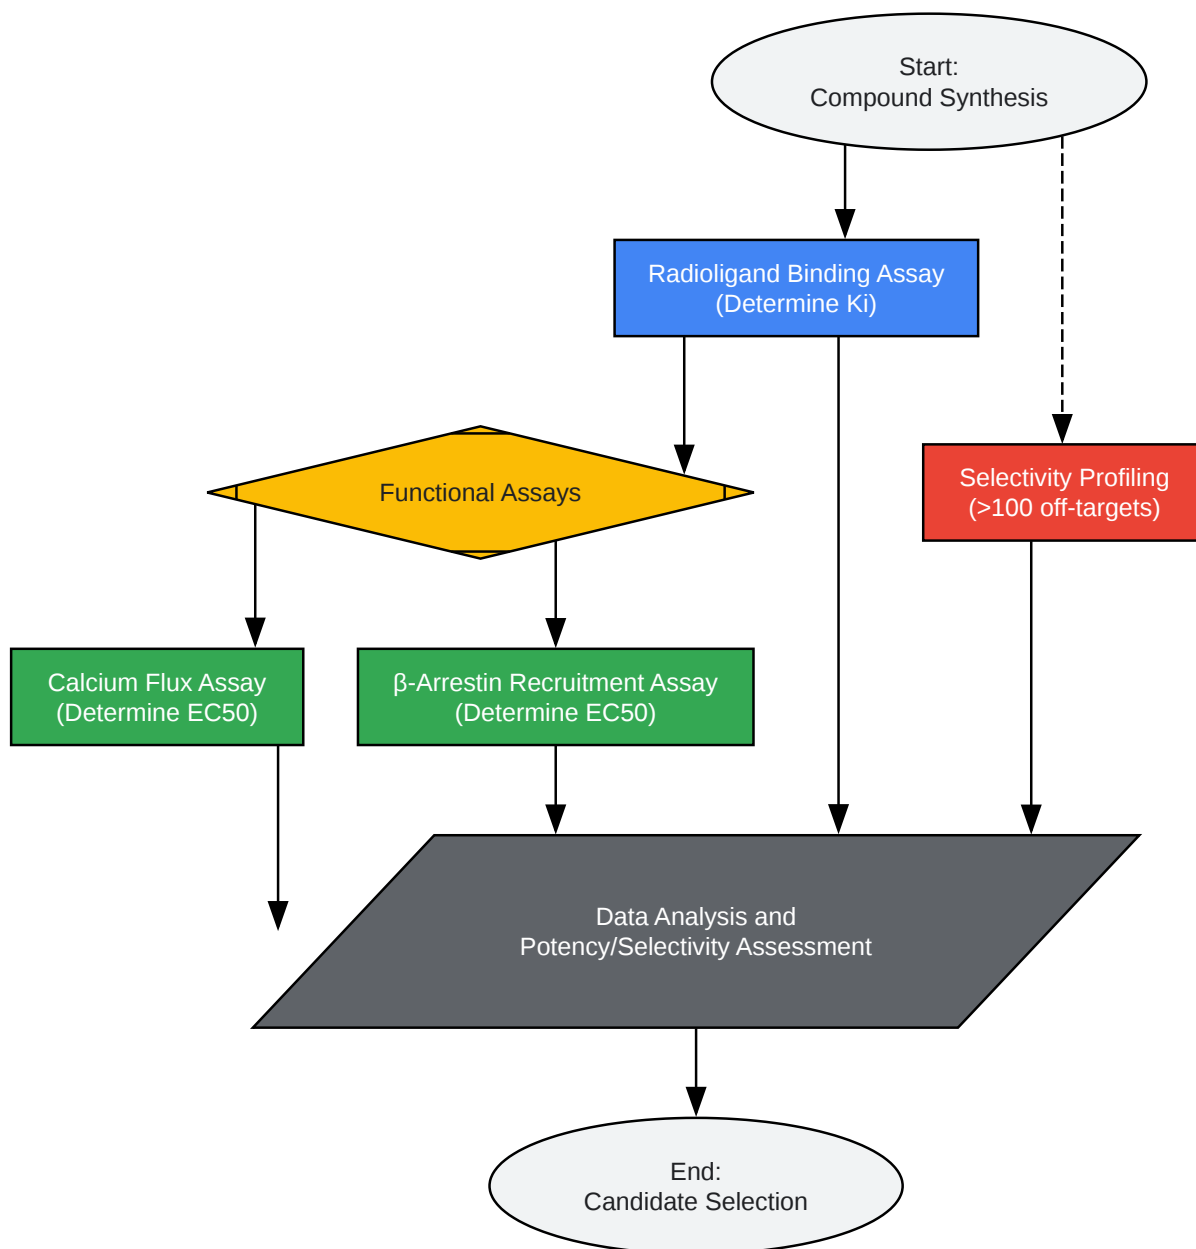 Start:
Compound Synthesis
Radioligand Binding Assay
(Determine Ki)
Functional Assays
Selectivity Profiling
(>100 off-targets)
Calcium Flux Assay
(Determine EC50)
β-Arrestin Recruitment Assay
(Determine EC50)
Data Analysis and
Potency/Selectivity Assessment
End:
Candidate Selection